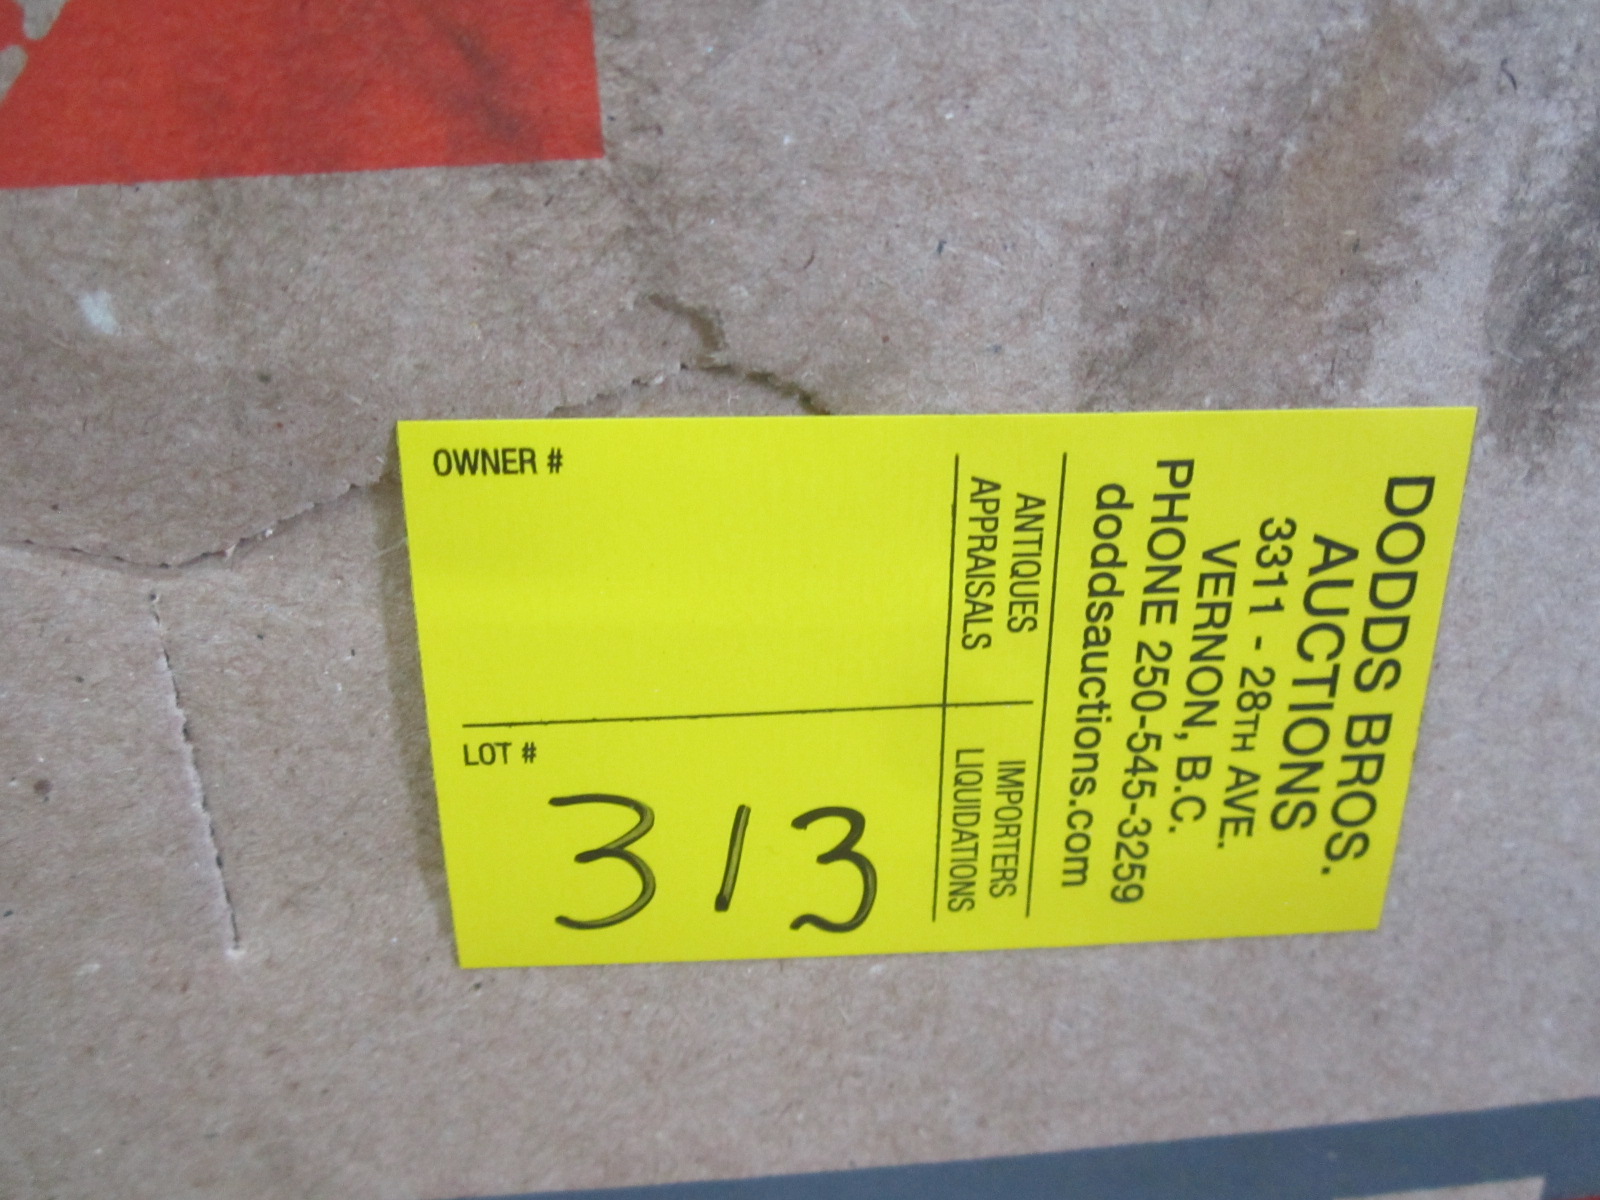 DODDS BROS.
AUCTIONS
3311 - 28TH AVE.
VERNON, B.C.
PHONE 250-545-3259
doddsauctions.com
ANTIQUES
APPRAISALS
IMPORTERS
LIQUIDATIONS
OWNER #
LOT #
313